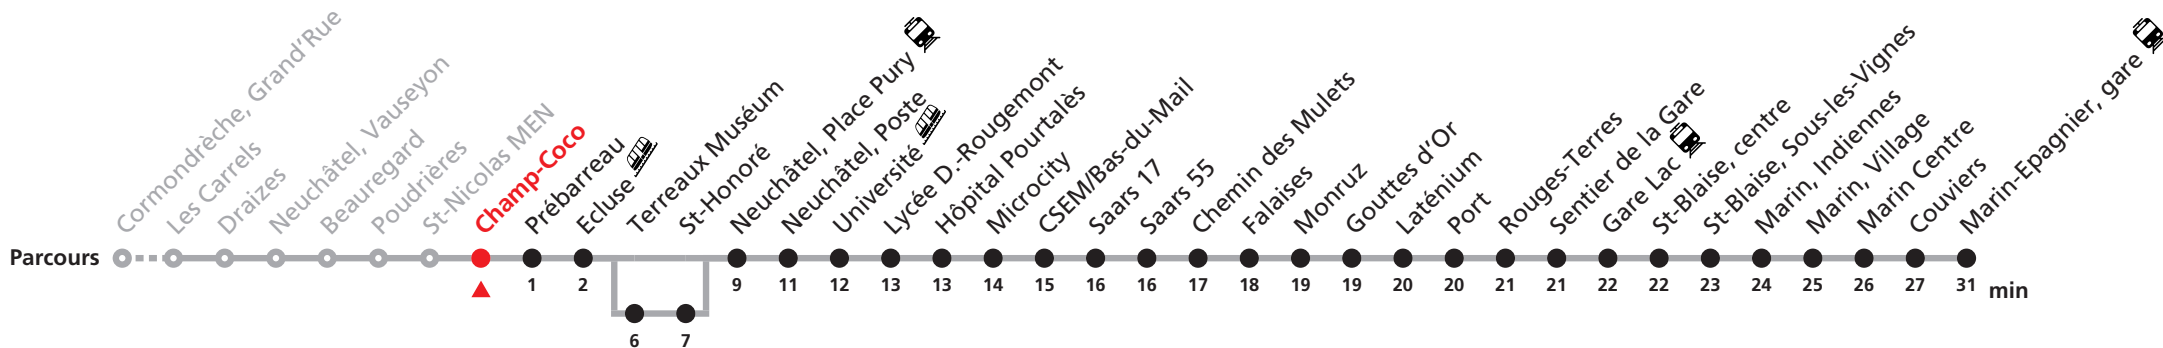 Cormondrèche, Grand'Rue
Les Carrels
Draizes
Neuchâtel, Vauseyon
Beauregard
Poudrières
St-Nicolas MEN
Champ-Coco
Prébarreau
Ecluse
Terreaux Muséum
St-Honoré
Neuchâtel, Place Pury
Neuchâtel, Poste
Université
Lycée D.-Rougemont
Hôpital Pourtalès
Microcity
CSEM/Bas-du-Mail
Saars 17
Saars 55
Chemin des Mulets
Falaises
Monruz
Gouttes d'Or
Laténium
Port
Rouges-Terres
Sentier de la Gare
Gare Lac
St-Blaise, centre
St-Blaise, Sous-les-Vignes
Marin, Indiennes
Marin, Village
Marin Centre
Couviers
Marin-Epagnier, gare
Parcours
1 2 9 11 12 13 13 14 15 16 16 17 18 19 19 20 20 21 21 22 22 23 24 25 26 27 31 min
6 7